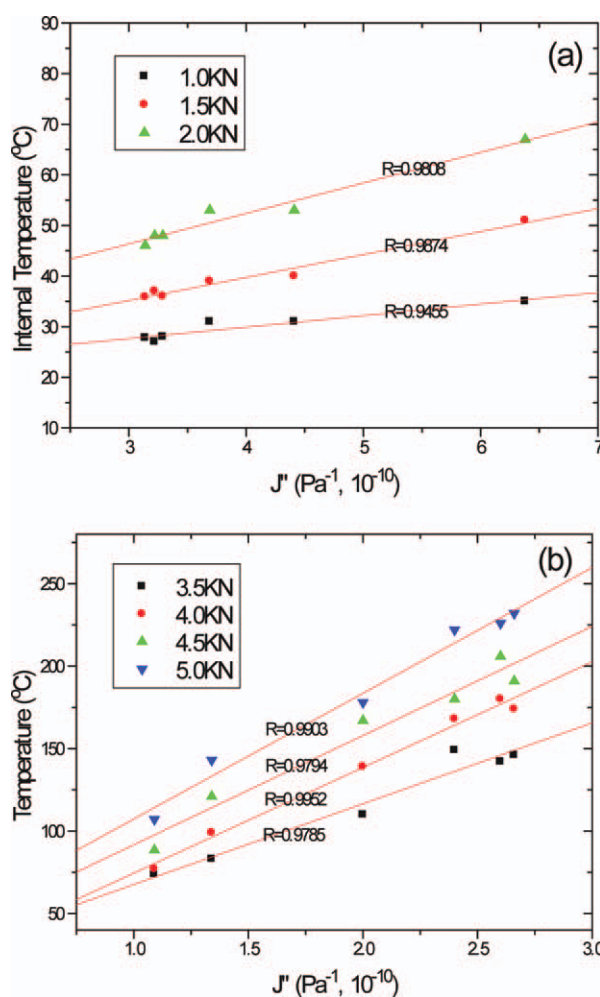 90
80
70
60
50
40
30
20
10
Internal Temperature (ºC)
(a)
1.0KN
1.5KN
2.0KN
R=0.9808
R=0.9874
R=0.9455
3 4 5 6 7
J" (Pa-1, 10-10)
250
200
150
100
50
Temperature (ºC)
(b)
3.5KN
4.0KN
4.5KN
5.0KN
R=0.9903
R=0.9794
R=0.9952
R=0.9785
1.0 1.5 2.0 2.5 3.0
J" (Pa-1, 10-10)